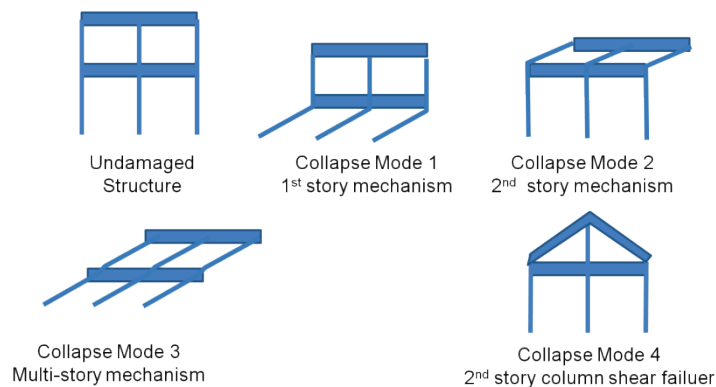 Undamaged
Structure
Collapse Mode 1
1st story mechanism
Collapse Mode 2
2nd story mechanism
Collapse Mode 3
Multi-story mechanism
Collapse Mode 4
2nd story column shear failuer